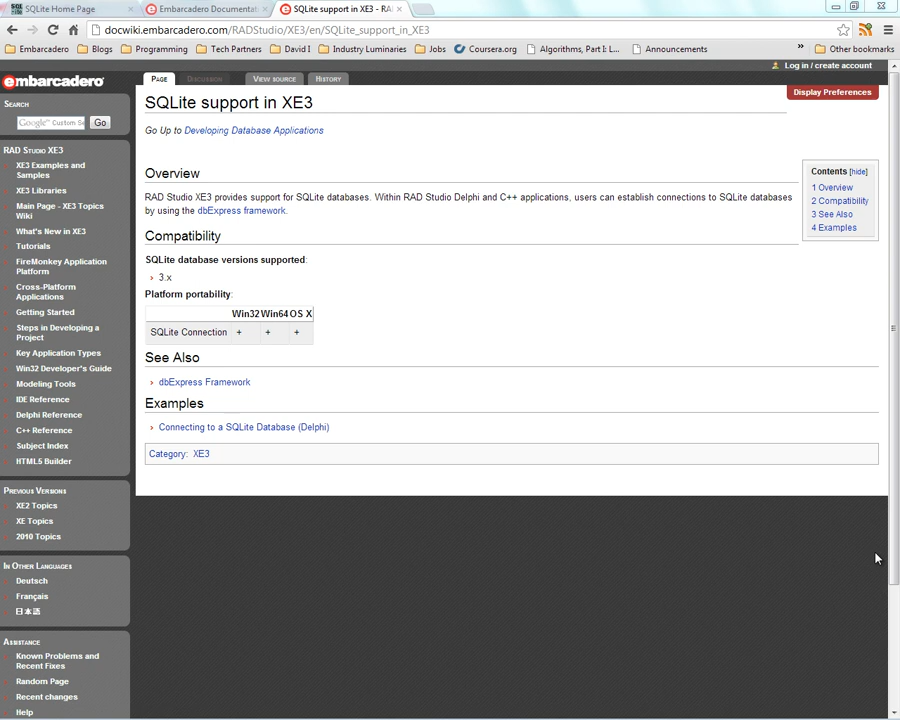 SQLite Home Page
Embarcadero Documentat
SQLite support in XE3 - RA
docwiki.embarcadero.com/RADStudio/XE3/en/SQLite_support_in_XE3
Embarcadero
Blogs
Programming
Tech Partners
David I
Industry Luminaries
Jobs
Coursera.org
Algorithms, Part I: L...
Announcements
»
Other bookmarks
Log in / create account
embarcadero
Page
Discussion
View source
History
Display Preferences
Search
Google™ Custom Se
Go
RAD Studio XE3
XE3 Examples and
Samples
XE3 Libraries
Main Page - XE3 Topics
Wiki
What's New in XE3
Tutorials
FireMonkey Application
Platform
Cross-Platform
Applications
Getting Started
Steps in Developing a
Project
Key Application Types
Win32 Developer's Guide
Modeling Tools
IDE Reference
Delphi Reference
C++ Reference
Subject Index
HTML5 Builder
Previous Versions
XE2 Topics
XE Topics
2010 Topics
In Other Languages
Deutsch
Français
日本語
Assistance
Known Problems and
Recent Fixes
Random Page
Recent changes
Help
SQLite support in XE3
Go Up to Developing Database Applications
Contents [hide]
1 Overview
2 Compatibility
3 See Also
4 Examples
Overview
RAD Studio XE3 provides support for SQLite databases. Within RAD Studio Delphi and C++ applications, users can establish connections to SQLite databases
by using the dbExpress framework.
Compatibility
SQLite database versions supported:
3.x
Platform portability:
Win32 Win64 OS X
SQLite Connection + + +
See Also
dbExpress Framework
Examples
Connecting to a SQLite Database (Delphi)
Category: XE3